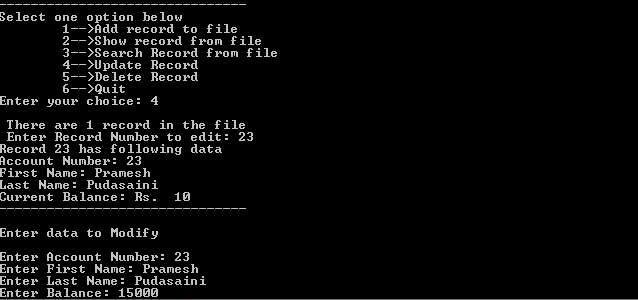 -------------------------------
Select one option below
1-->Add record to file
2-->Show record from file
3-->Search Record from file
4-->Update Record
5-->Delete Record
6-->Quit
Enter your choice: 4
There are 1 record in the file
Enter Record Number to edit: 23
Record 23 has following data
Account Number: 23
First Name: Pramesh
Last Name: Pudasaini
Current Balance: Rs.  10
-------------------------------
Enter data to Modify
Enter Account Number: 23
Enter First Name: Pramesh
Enter Last Name: Pudasaini
Enter Balance: 15000